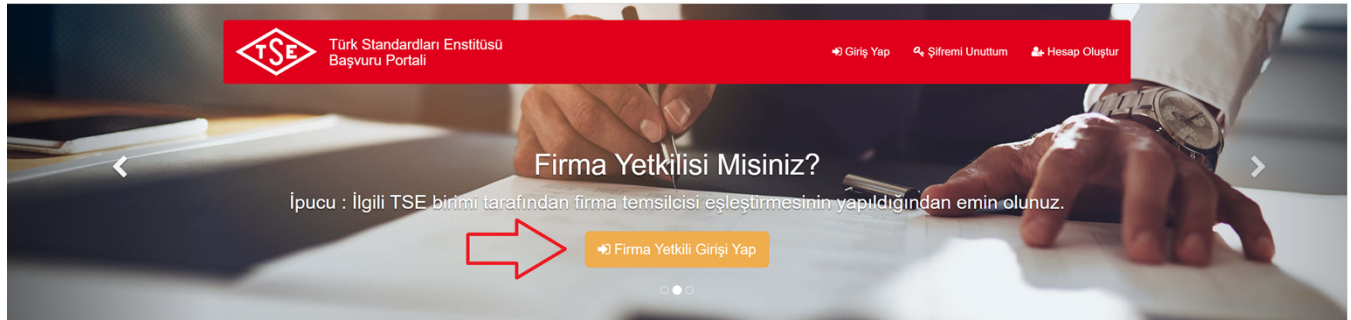 TSE
Türk Standardları Enstitüsü
Başvuru Portali
Giriş Yap
Şifremi Unuttum
Hesap Oluştur
Firma Yetkilisi Misiniz?
İpucu : İlgili TSE birimi tarafından firma temsilcisi eşleştirmesinin yapıldığından emin olunuz.
Firma Yetkili Girişi Yap